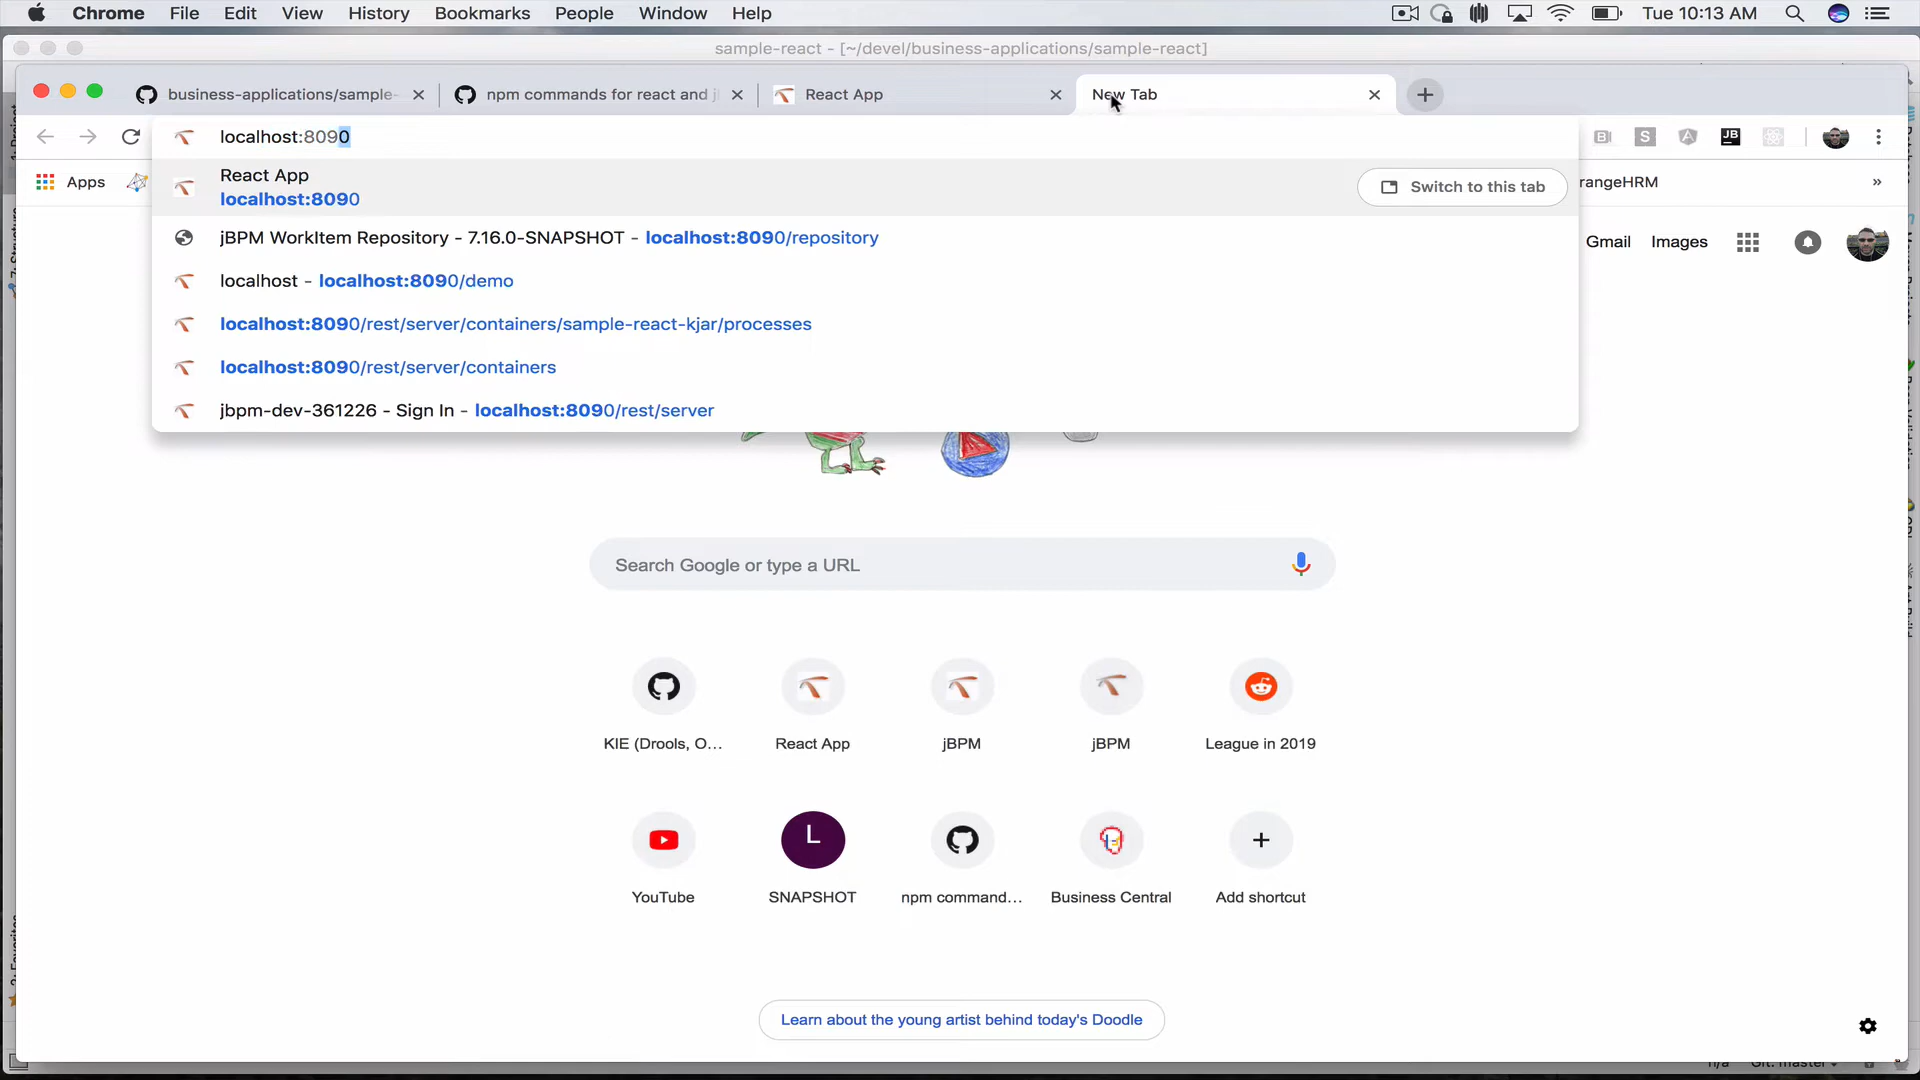 Chrome File Edit View History Bookmarks People Window Help Tue 10:13 AM
sample-react - [~/devel/business-applications/sample-react]
business-applications/sample-
npm commands for react and j
React App
New Tab
localhost:8090
Apps
React App
localhost:8090
Switch to this tab
rangeHRM
»
jBPM WorkItem Repository - 7.16.0-SNAPSHOT - localhost:8090/repository
Gmail Images
localhost - localhost:8090/demo
localhost:8090/rest/server/containers/sample-react-kjar/processes
localhost:8090/rest/server/containers
jbpm-dev-361226 - Sign In - localhost:8090/rest/server
Search Google or type a URL
KIE (Drools, O...
React App
jBPM
jBPM
League in 2019
L
YouTube
SNAPSHOT
npm command...
Business Central
Add shortcut
Learn about the young artist behind today's Doodle